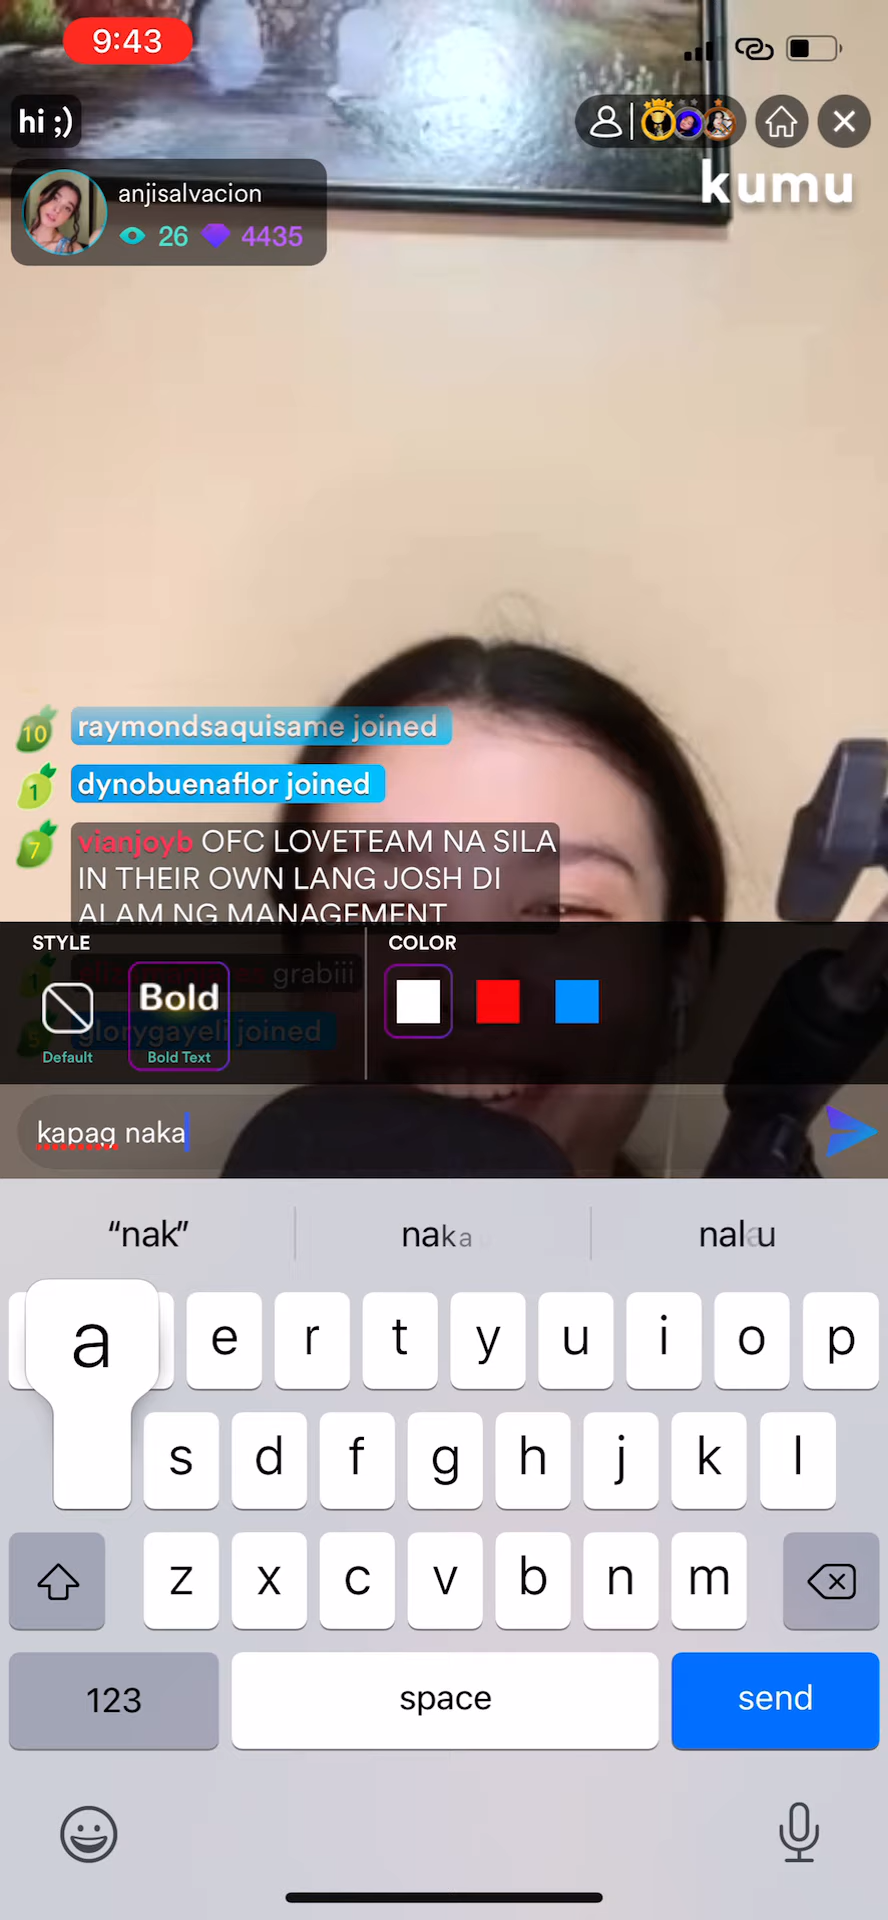 9:43
hi ;)
anjisalvacion
26 4435
kumu
10 raymondsaquisame joined
1 dynobuenaflor joined
7 vianjoyb OFC LOVETEAM NA SILA
IN THEIR OWN LANG JOSH DI
ALAM NG MANAGEMENT
STYLE
COLOR
grabiii
Bold
glorygayeli joined
Default
Bold Text
kapag naka
“nak”
naka
a
e r t y u i o p
s d f g h j k l
z x c v b n m
123
space
send